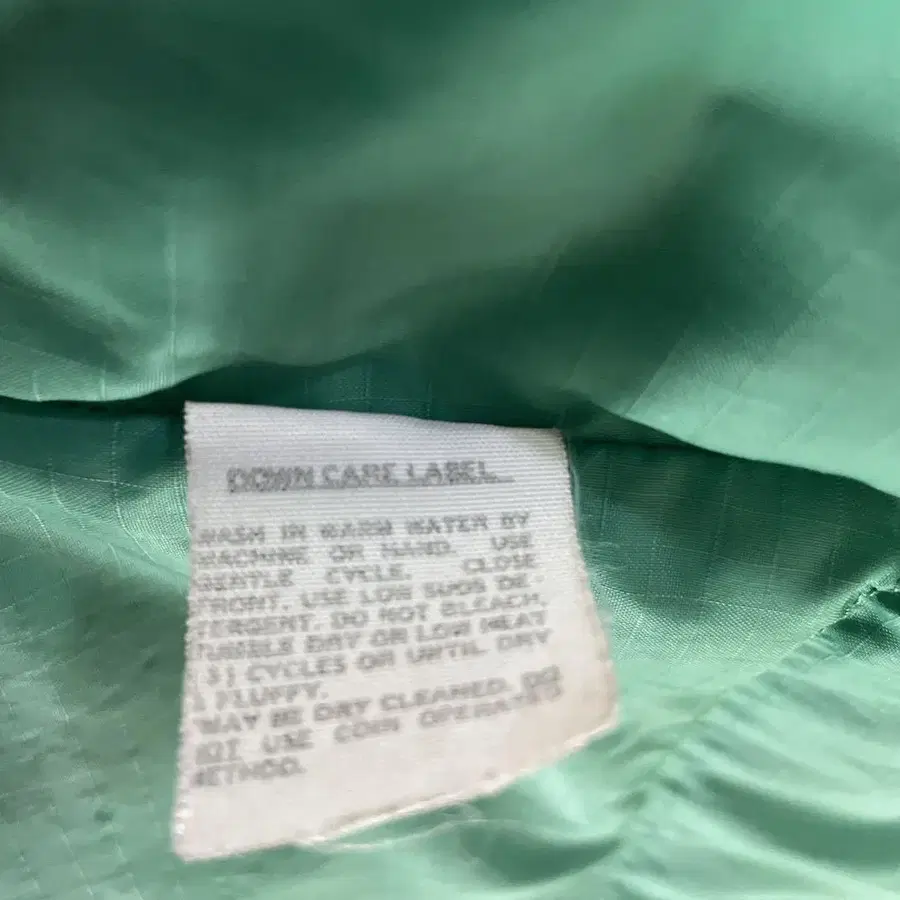 DOWN CARE LABEL
WASH IN WARM WATER BY
MACHINE OR HAND. USE
GENTLE CYCLE. CLOSE
FRONT. USE LOW SUDS DE-
TERGENT. DO NOT BLEACH.
TUMBLE DRY OR LOW HEAT
(3) CYCLES OR UNTIL DRY
& FLUFFY.
MAY BE DRY CLEANED. DO
NOT USE COIN OPERATED
METHOD.